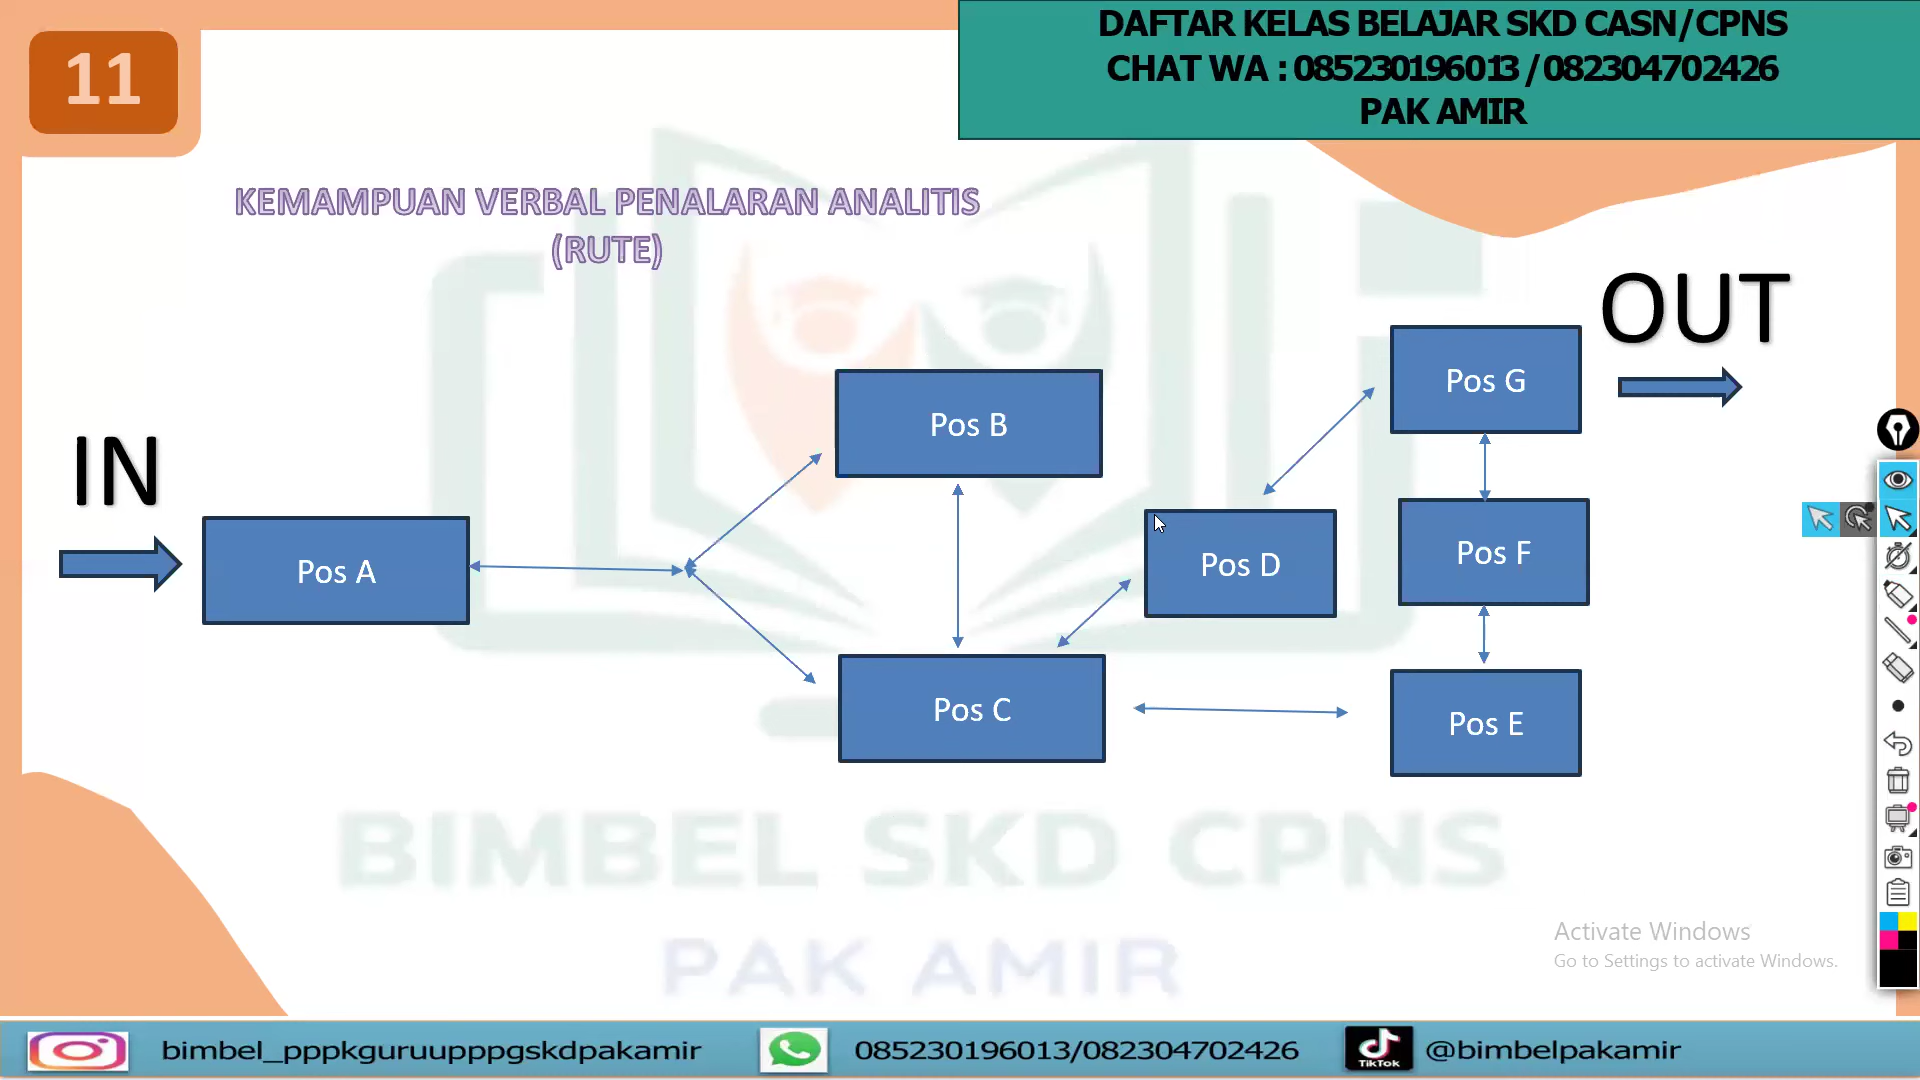 11
DAFTAR KELAS BELAJAR SKD CASN/CPNS
CHAT WA : 085230196013 / 082304702426
PAK AMIR
KEMAMPUAN VERBAL PENALARAN ANALITIS
(RUTE)
OUT
IN
Pos G
Pos B
Pos F
Pos D
Pos A
Pos C
Pos E
BIMBEL SKD CPNS
PAK AMIR
Activate Windows
Go to Settings to activate Windows.
bimbel_pppkguruupppgskdpakamir
085230196013/082304702426
TikTok
@bimbelpakamir